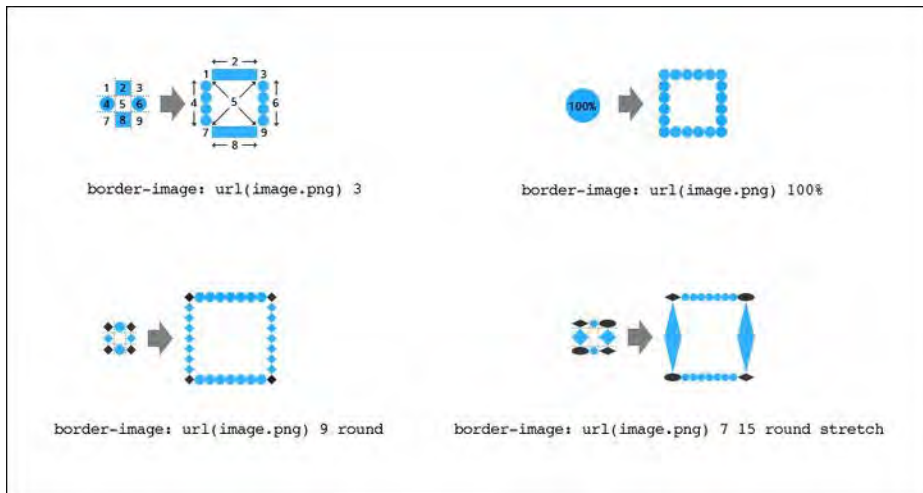 1 2 3
4 5 6
7 8 9
2
1 3
4 5 6
7 9
8
border-image: url(image.png) 3
100%
border-image: url(image.png) 100%
border-image: url(image.png) 9 round
border-image: url(image.png) 7 15 round stretch